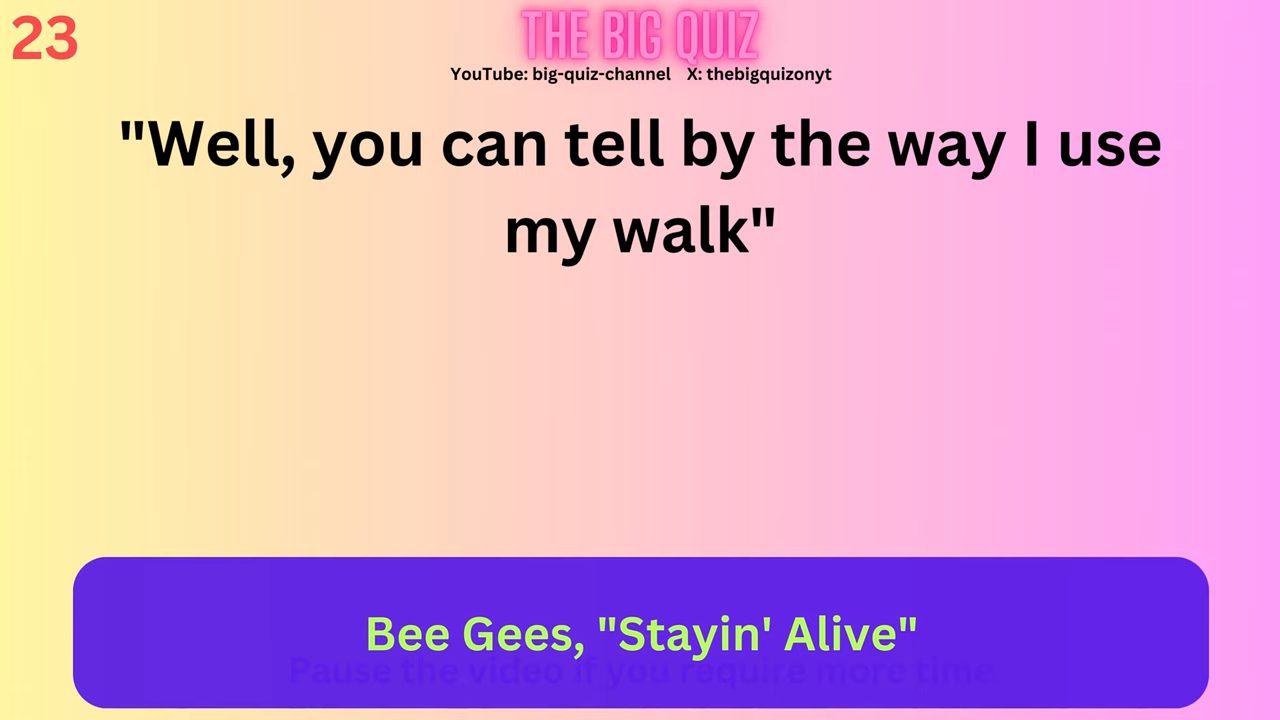 23
THE BIG QUIZ
YouTube: big-quiz-channel X: thebigquizonyt
"Well, you can tell by the way I use
my walk"
Bee Gees, "Stayin' Alive"
Pause the video if you require more time